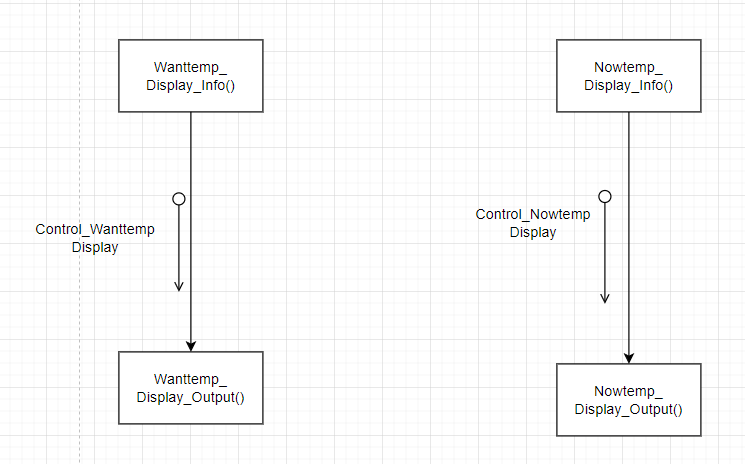 Wanttemp_
Display_Info()
Nowtemp_
Display_Info()
Control_Wanttemp
Display
Control_Nowtemp
Display
Wanttemp_
Display_Output()
Nowtemp_
Display_Output()